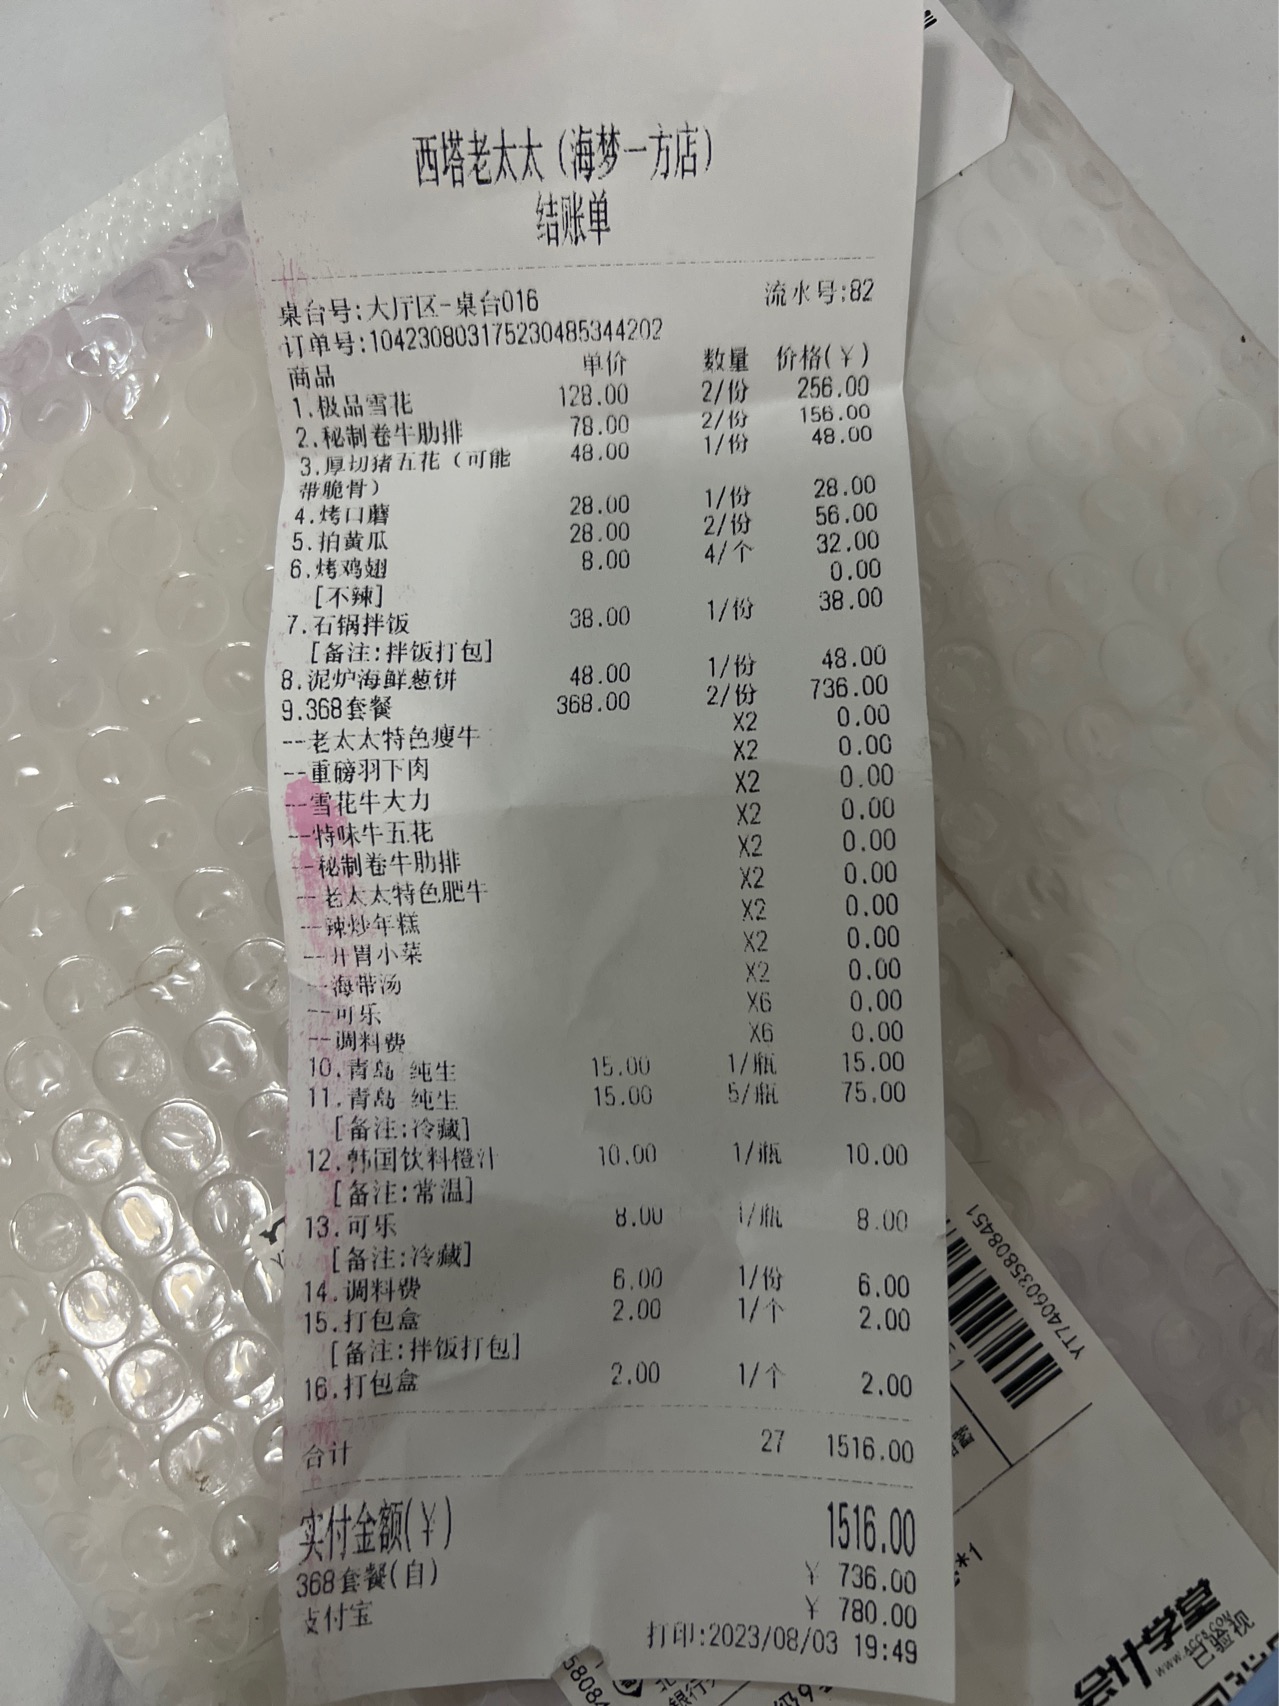 西塔老太太（海梦一方店）
结账单
桌台号:大厅区-桌台016 流水号:82
订单号:104230803175230485344202
商品 单价 数量 价格(￥)
1.极品雪花 128.00 2/份 256.00
2.秘制卷牛肋排 78.00 2/份 156.00
3.厚切猪五花（可能 48.00 1/份 48.00
带脆骨）
4.烤口蘑 28.00 1/份 28.00
5.拍黄瓜 28.00 2/份 56.00
6.烤鸡翅 8.00 4/个 32.00
[不辣] 0.00
7.石锅拌饭 38.00 1/份 38.00
[备注:拌饭打包]
8.泥炉海鲜葱饼 48.00 1/份 48.00
9.368套餐 368.00 2/份 736.00
--老太太特色瘦牛 X2 0.00
--重磅羽下肉 X2 0.00
--雪花牛大力 X2 0.00
--特味牛五花 X2 0.00
--秘制卷牛肋排 X2 0.00
--老太太特色肥牛 X2 0.00
--辣炒年糕 X2 0.00
--开胃小菜 X2 0.00
--海带汤 X2 0.00
--可乐 X6 0.00
--调料费 X6 0.00
10.青岛 纯生 15.00 1/瓶 15.00
11.青岛 纯生 15.00 5/瓶 75.00
[备注:冷藏]
12.韩国饮料橙汁 10.00 1/瓶 10.00
[备注:常温]
13.可乐 8.00 1/瓶 8.00
[备注:冷藏]
14.调料费 6.00 1/份 6.00
15.打包盒 2.00 1/个 2.00
[备注:拌饭打包]
16.打包盒 2.00 1/个 2.00
合计 27 1516.00
实付金额(￥) 1516.00
368套餐(自) ￥ 736.00
支付宝 ￥ 780.00
打印:2023/08/03 19:49
YT7406035808451
*1
会计学堂
www.ACC5.COM
已验视